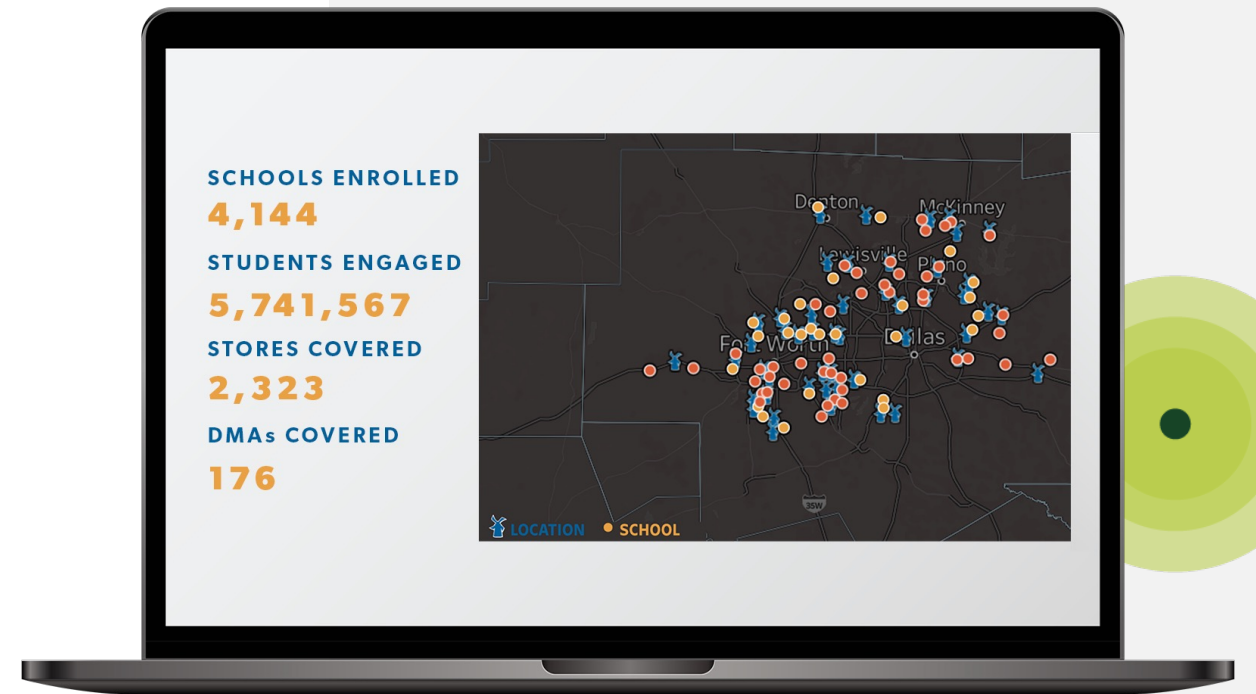 SCHOOLS ENROLLED
4,144
STUDENTS ENGAGED
5,741,567
STORES COVERED
2,323
DMAs COVERED
176
Denton
McKinney
Lewisville
Plano
Fort Worth
Dallas
35W
LOCATION
SCHOOL